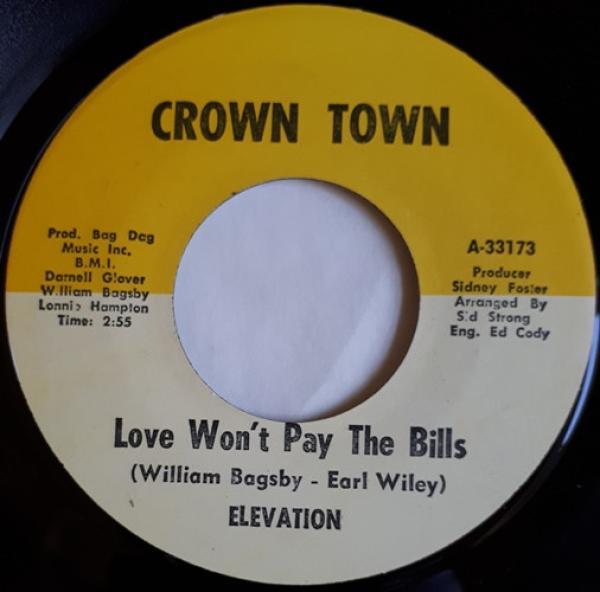 CROWN TOWN
Prod. Bag Dag
Music Inc.
B.M.I.
Darnell Glover
William Bagsby
Lonnie Hampton
Time: 2:55
A-33173
Producer
Sidney Foster
Arranged By
Sid Strong
Eng. Ed Cody
Love Won't Pay The Bills
(William Bagsby - Earl Wiley)
ELEVATION